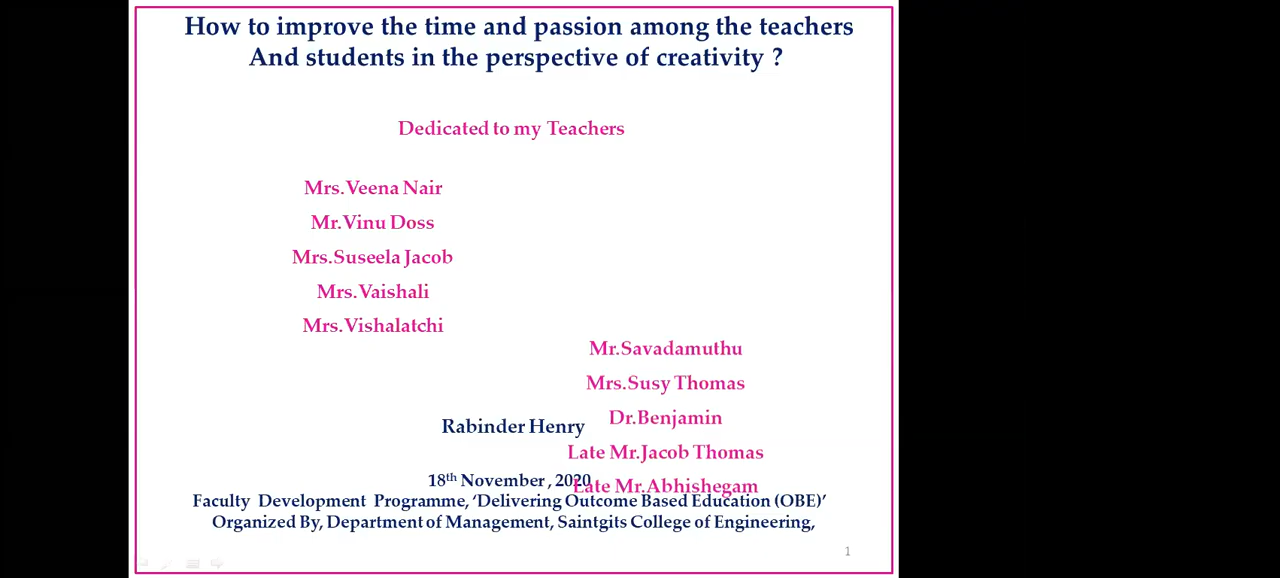 How to improve the time and passion among the teachers
And students in the perspective of creativity ?
Dedicated to my Teachers
Mrs.Veena Nair
Mr.Vinu Doss
Mrs.Suseela Jacob
Mrs.Vaishali
Mrs.Vishalatchi
Mr.Savadamuthu
Mrs.Susy Thomas
Dr.Benjamin
Late Mr.Jacob Thomas
Late Mr.Abhishegam
Rabinder Henry
18th November , 2020
Faculty Development Programme, ‘Delivering Outcome Based Education (OBE)’
Organized By, Department of Management, Saintgits College of Engineering,
1